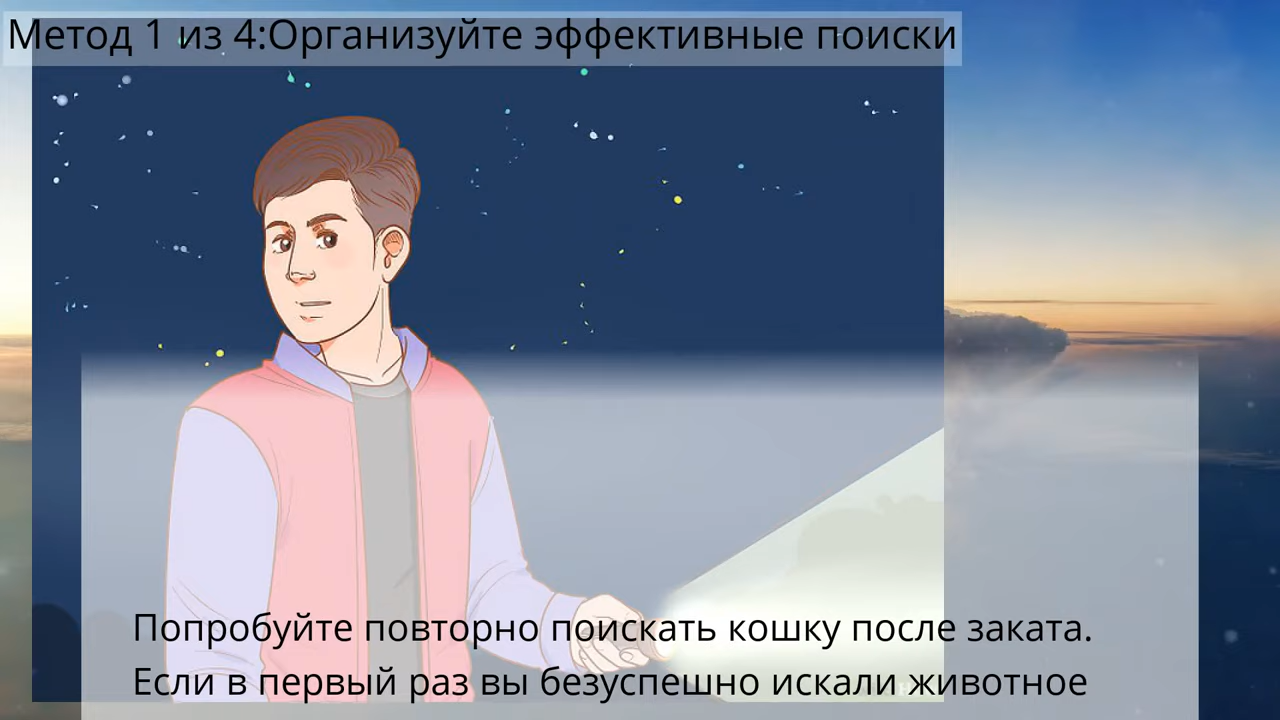 Метод 1 из 4:Организуйте эффективные поиски
Попробуйте повторно поискать кошку после заката.
Если в первый раз вы безуспешно искали животное